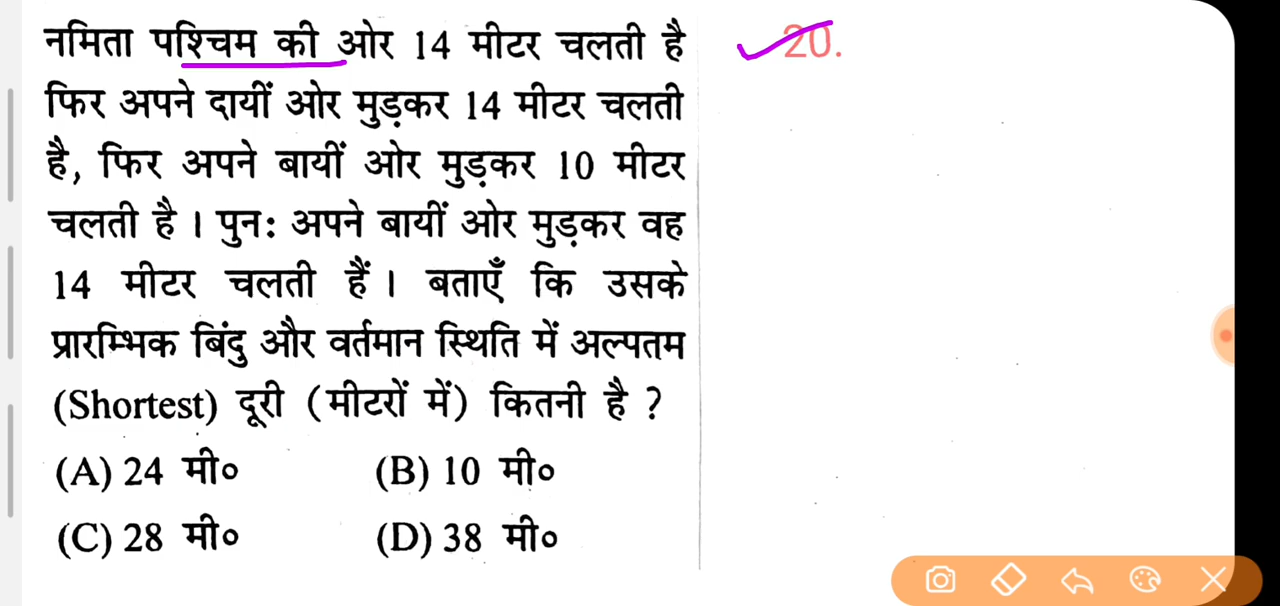 नमिता पश्चिम की ओर 14 मीटर चलती है
फिर अपने दायीं ओर मुड़कर 14 मीटर चलती
है, फिर अपने बायीं ओर मुड़कर 10 मीटर
चलती है । पुन: अपने बायीं ओर मुड़कर वह
14 मीटर चलती हैं । बताएँ कि उसके
प्रारम्भिक बिंदु और वर्तमान स्थिति में अल्पतम
(Shortest) दूरी (मीटरों में) कितनी है ?
(A) 24 मी० (B) 10 मी०
(C) 28 मी० (D) 38 मी०
20.